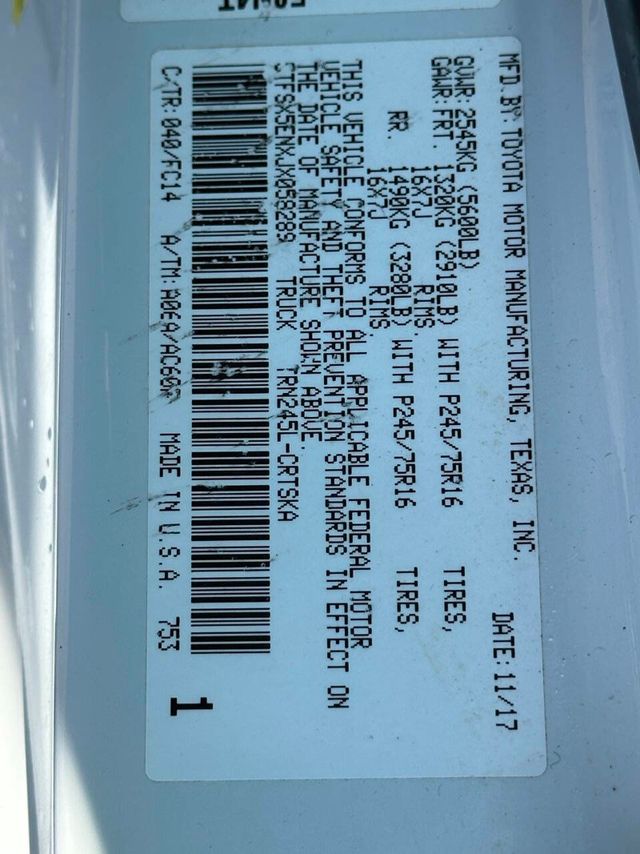 MFD.BY TOYOTA MOTOR MANUFACTURING, TEXAS, INC. DATE:11/17
GVWR:2545KG (5600LB)
GAWR:FRT. 1320KG (2910LB) WITH P245/75R16 TIRES,
16X7J RIMS
RR. 1490KG (3280LB) WITH P245/75R16 TIRES,
16X7J RIMS
THIS VEHICLE CONFORMS TO ALL APPLICABLE FEDERAL MOTOR
VEHICLE SAFETY AND THEFT PREVENTION STANDARDS IN EFFECT ON
THE DATE OF MANUFACTURE SHOWN ABOVE.
5TFSX5ENXJX058289 TRUCK TRN245L-CRTSKA
C/TR:040/FC14 A/TM:A06A/AC60F MADE IN U.S.A. 753
1